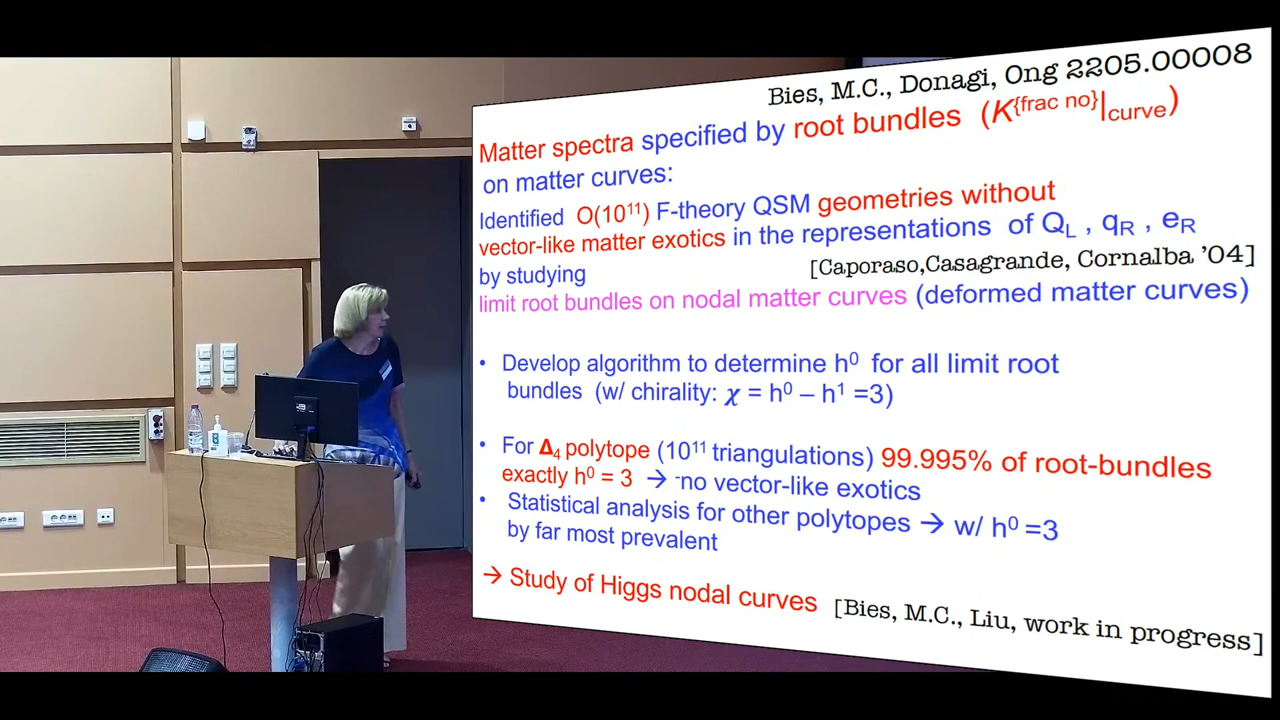 Bies, M.C., Donagi, Ong 2205.00008
Matter spectra specified by root bundles (K^{frac no}|curve)
on matter curves:
Identified O(10¹¹) F-theory QSM geometries without
vector-like matter exotics in the representations of Q_L , q_R , e_R
by studying [Caporaso,Casagrande, Cornalba '04]
limit root bundles on nodal matter curves (deformed matter curves)
• Develop algorithm to determine h⁰ for all limit root
bundles (w/ chirality: χ = h⁰ – h¹ =3)
• For Δ₄ polytope (10¹¹ triangulations) 99.995% of root-bundles
exactly h⁰ = 3 → -no vector-like exotics
• Statistical analysis for other polytopes → w/ h⁰ =3
by far most prevalent
→ Study of Higgs nodal curves [Bies, M.C., Liu, work in progress]